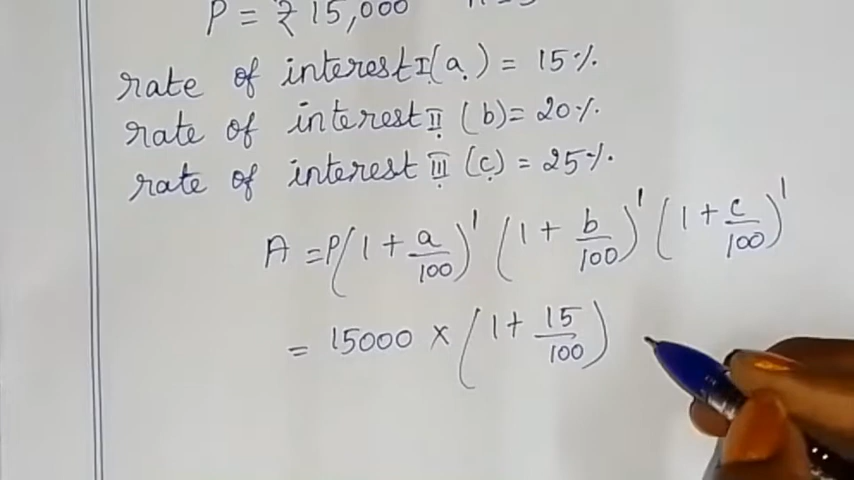 P = ₹ 15,000
rate of interest I (a) = 15%.
rate of interest II (b) = 20%.
rate of interest III (c) = 25%.
A = P(1 + a/100)¹ (1 + b/100)¹ (1 + c/100)¹
= 15000 × (1 + 15/100)